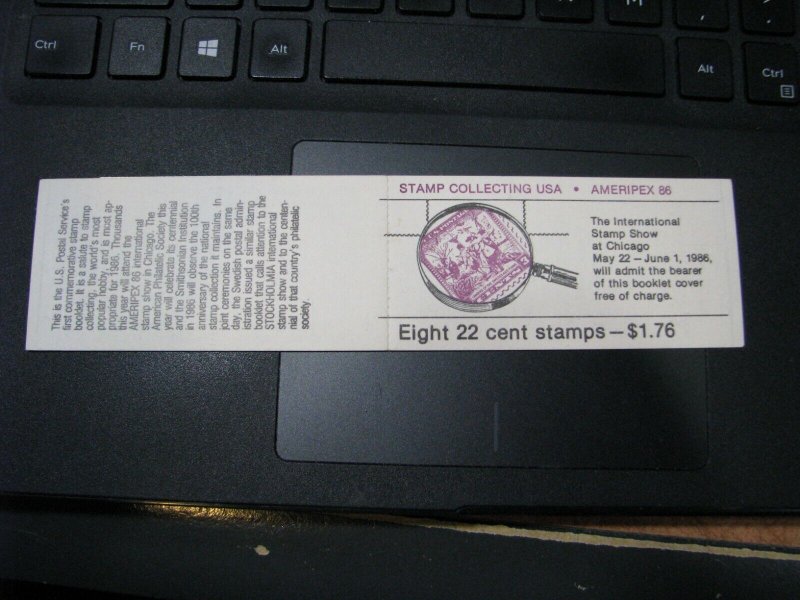 Ctrl
Fn
Alt
Alt
Ctrl
STAMP COLLECTING USA • AMERIPEX 86
The International
Stamp Show
at Chicago
May 22 – June 1, 1986,
will admit the bearer
of this booklet cover
free of charge.
Eight 22 cent stamps – $1.76
This is the U.S. Postal Service's
first commemorative stamp
booklet. It is a salute to stamp
collecting, the world's most
popular hobby, and is most ap-
propriate for 1986. Thousands
this year will attend the
AMERIPEX 86 international
stamp show in Chicago. The
American Philatelic Society this
year will celebrate its centennial
and the Smithsonian Institution
in 1986 will observe the 100th
anniversary of the national
stamp collection it maintains. In
joint ceremonies on the same
day, the Swedish postal admin-
istration issued a similar stamp
booklet that calls attention to the
STOCKHOLMIA international
stamp show and to the centen-
nial of that country's philatelic
society.